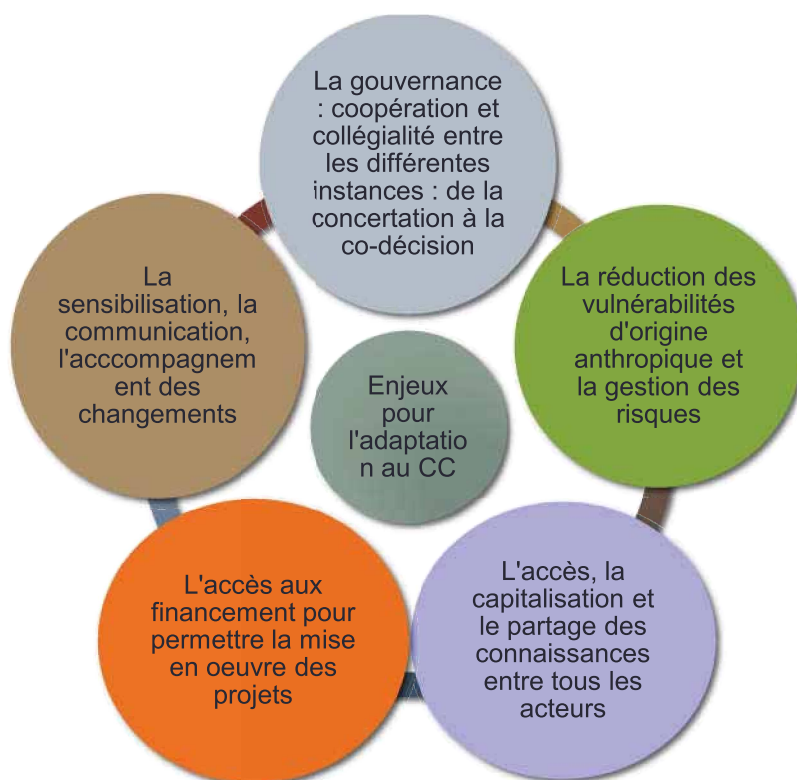 La gouvernance
: coopération et
collégialité entre
les différentes
instances : de la
concertation à la
co-décision
La réduction des
vulnérabilités
d'origine
anthropique et
la gestion des
risques
L'accès, la
capitalisation et
le partage des
connaissances
entre tous les
acteurs
L'accès aux
financement pour
permettre la mise
en oeuvre des
projets
La
sensibilisation, la
communication,
l'acccompagnem
ent des
changements
Enjeux
pour
l'adaptatio
n au CC